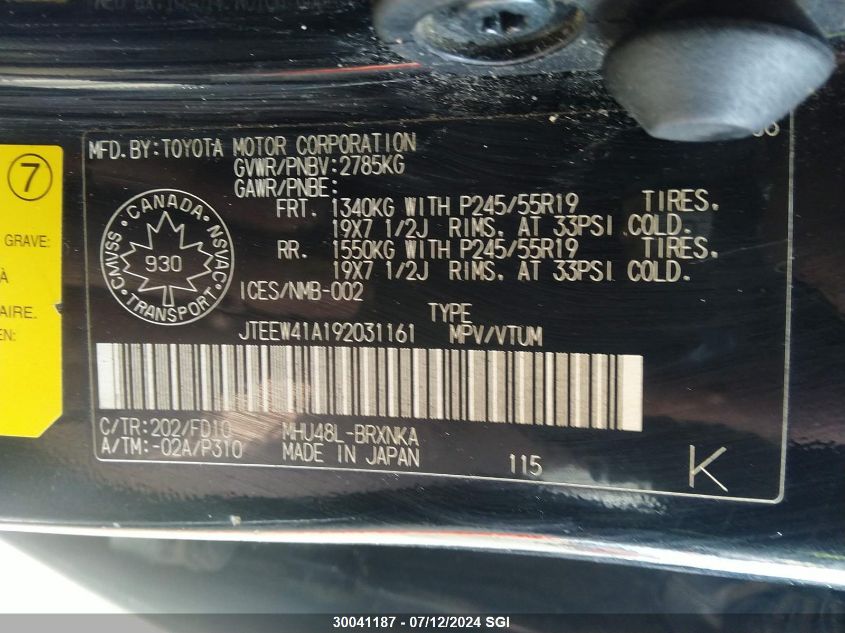 MFD.BY:TOYOTA MOTOR CORPORATION
GVWR/PNBV:2785KG
GAWR/PNBE:
FRT. 1340KG WITH P245/55R19 TIRES.
19X7 1/2J RIMS. AT 33PSI COLD.
RR. 1550KG WITH P245/55R19 TIRES.
19X7 1/2J RIMS. AT 33PSI COLD.
ICES/NMB-002
CANADA
CMVSS NSVAC
930
TRANSPORT
TYPE
JTEEW41A192031161 MPV/VTUM
C/TR:202/FD10 MHU48L-BRXNKA
A/TM:-02A/P310 MADE IN JAPAN
115
K
7
GRAVE:
À
AIRE.
EN:
30041187 - 07/12/2024 SGI